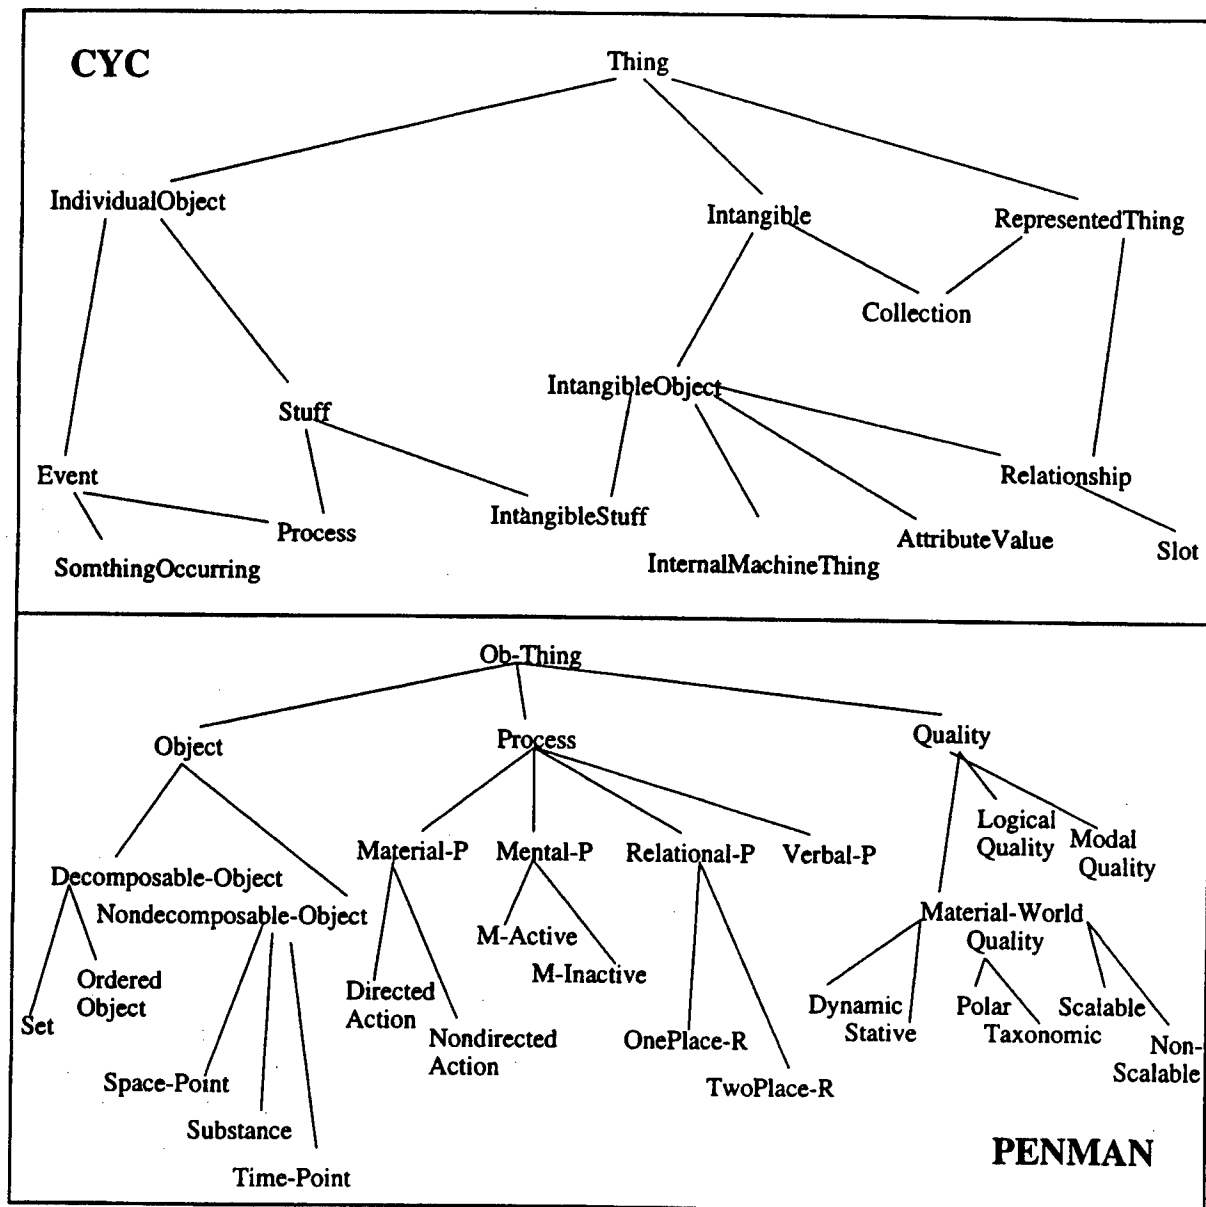 CYC
Thing
IndividualObject
Intangible
RepresentedThing
Collection
IntangibleObject
Stuff
Event
Relationship
Process
IntangibleStuff
AttributeValue
Slot
SomthingOccurring
InternalMachineThing
Ob-Thing
Object
Process
Quality
Logical
Quality
Modal
Quality
Material-P
Mental-P
Relational-P
Verbal-P
Decomposable-Object
Nondecomposable-Object
Material-World
Quality
M-Active
M-Inactive
Ordered
Object
Set
Directed
Action
Nondirected
Action
OnePlace-R
TwoPlace-R
Dynamic
Stative
Polar
Taxonomic
Scalable
Non-
Scalable
Space-Point
Substance
Time-Point
PENMAN